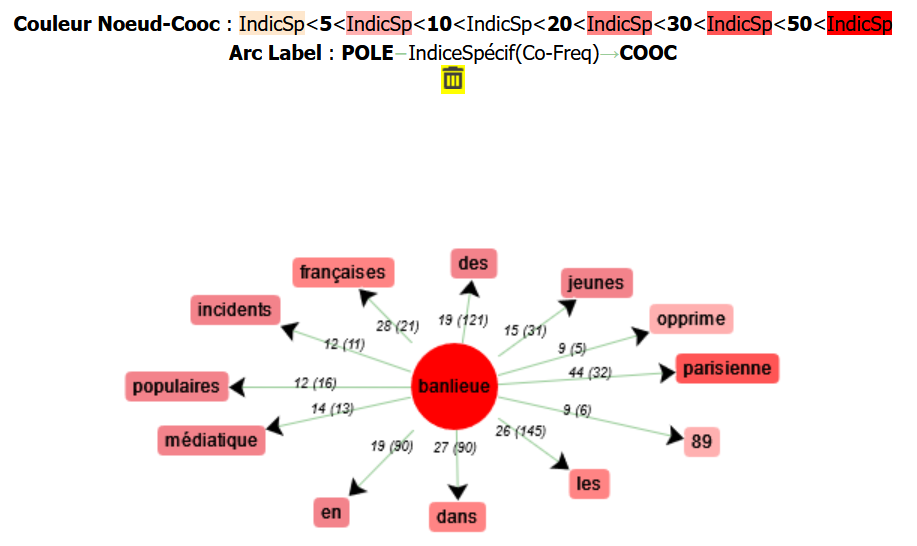 Couleur Noeud-Cooc : IndicSp<5<IndicSp<10<IndicSp<20<IndicSp<30<IndicSp<50<IndicSp
Arc Label : POLE–IndiceSpécif(Co-Freq)→COOC
des
françaises
jeunes
incidents
opprime
19 (121)
28 (21)
15 (31)
12 (11)
9 (5)
parisienne
44 (32)
populaires
12 (16)
banlieue
14 (13)
9 (6)
médiatique
89
26 (145)
19 (90)
27 (90)
les
en
dans